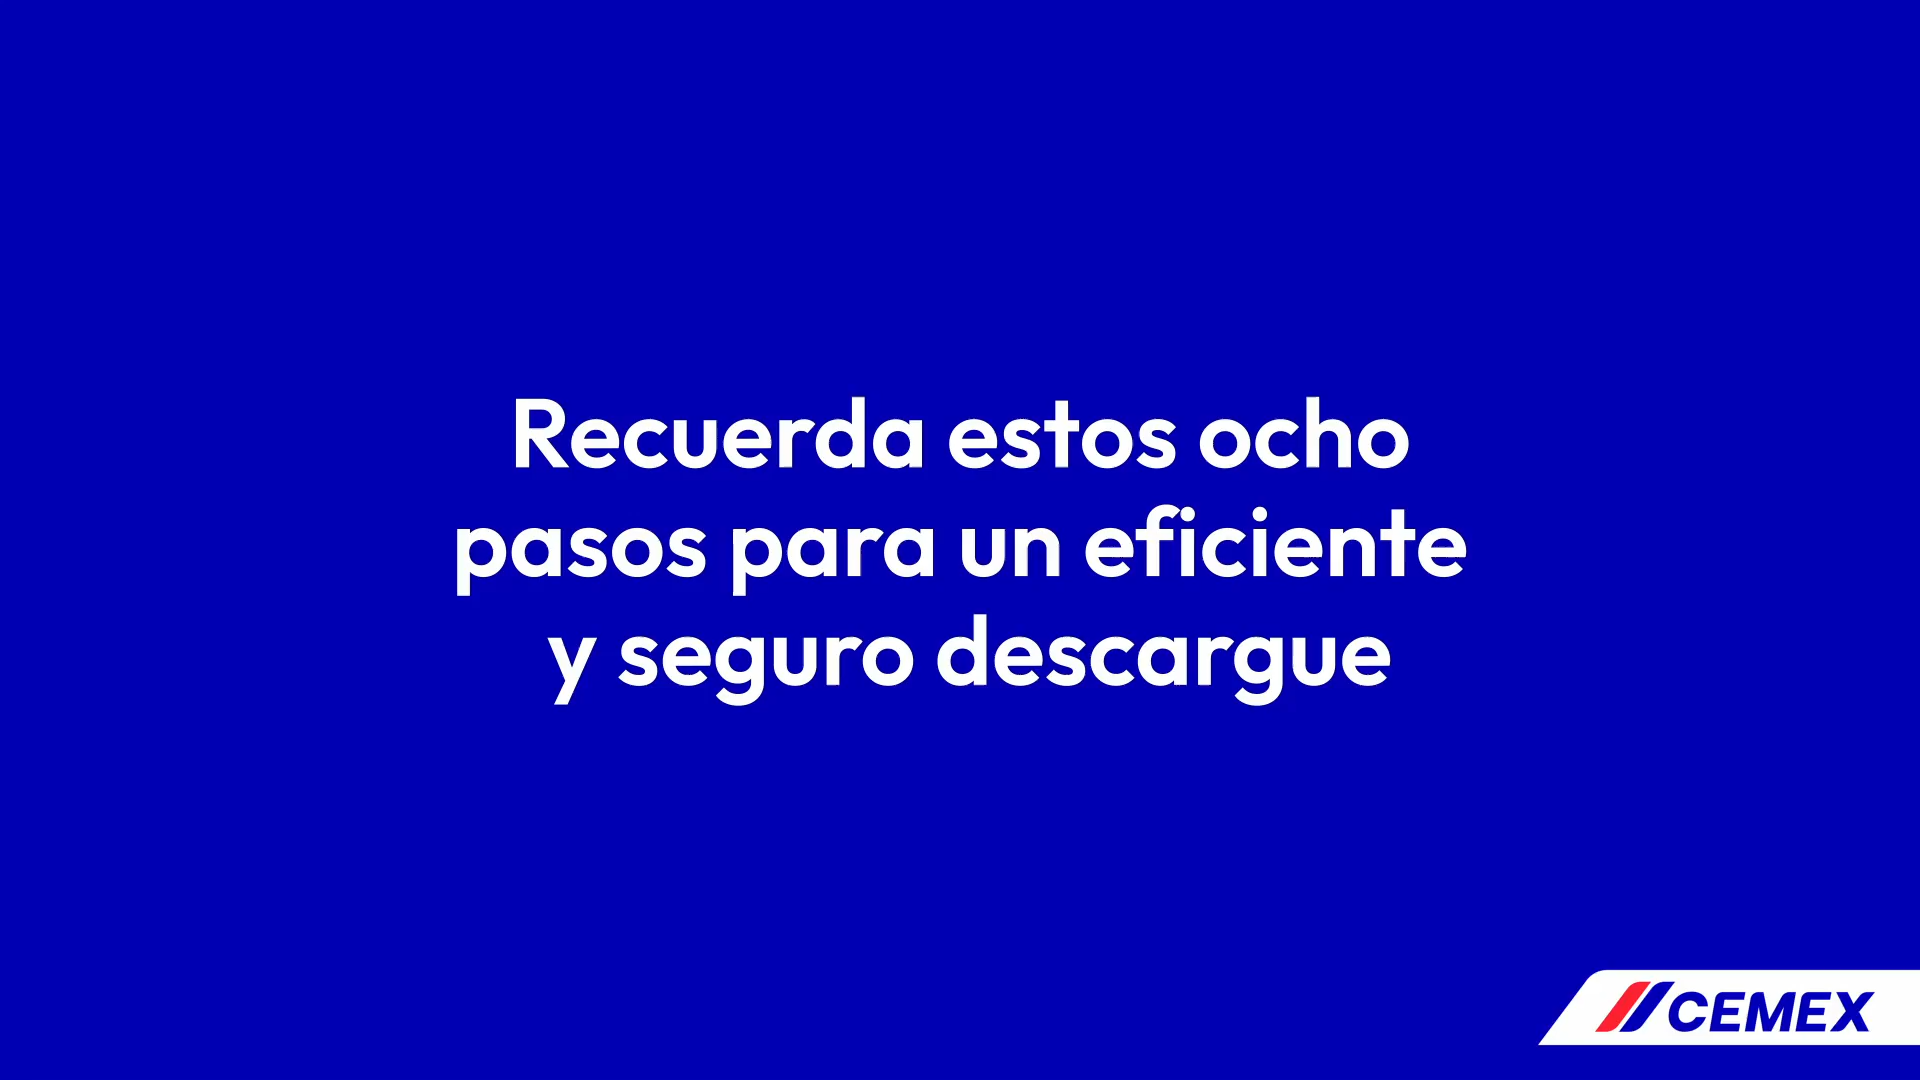 Recuerda estos ocho
pasos para un eficiente
y seguro descargue
CEMEX